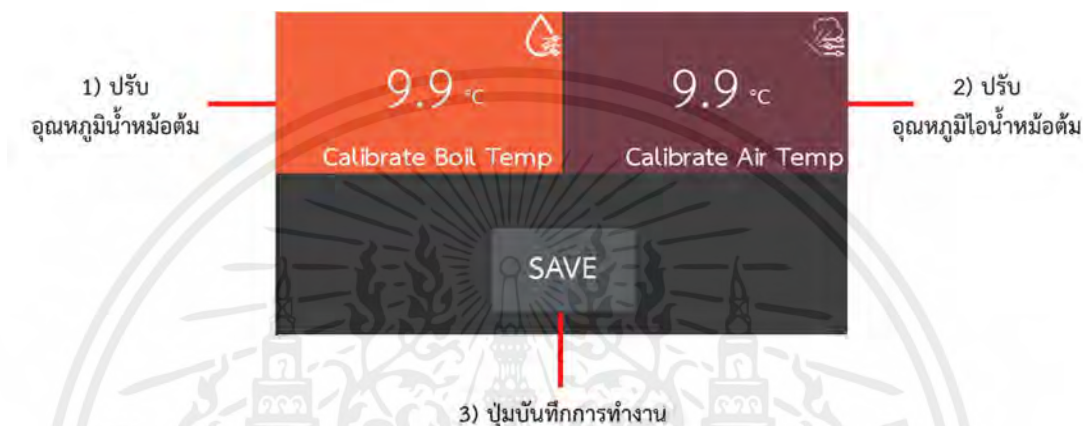 1) ปรับ
อุณหภูมิน้ำหม้อต้ม
9.9 °C
Calibrate Boil Temp
9.9 °C
Calibrate Air Temp
2) ปรับ
อุณหภูมิไอน้ำหม้อต้ม
SAVE
3) ปุ่มบันทึกการทำงาน